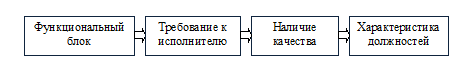 Функциональный
блок
Требование к
исполнителю
Наличие
качества
Характеристика
должностей